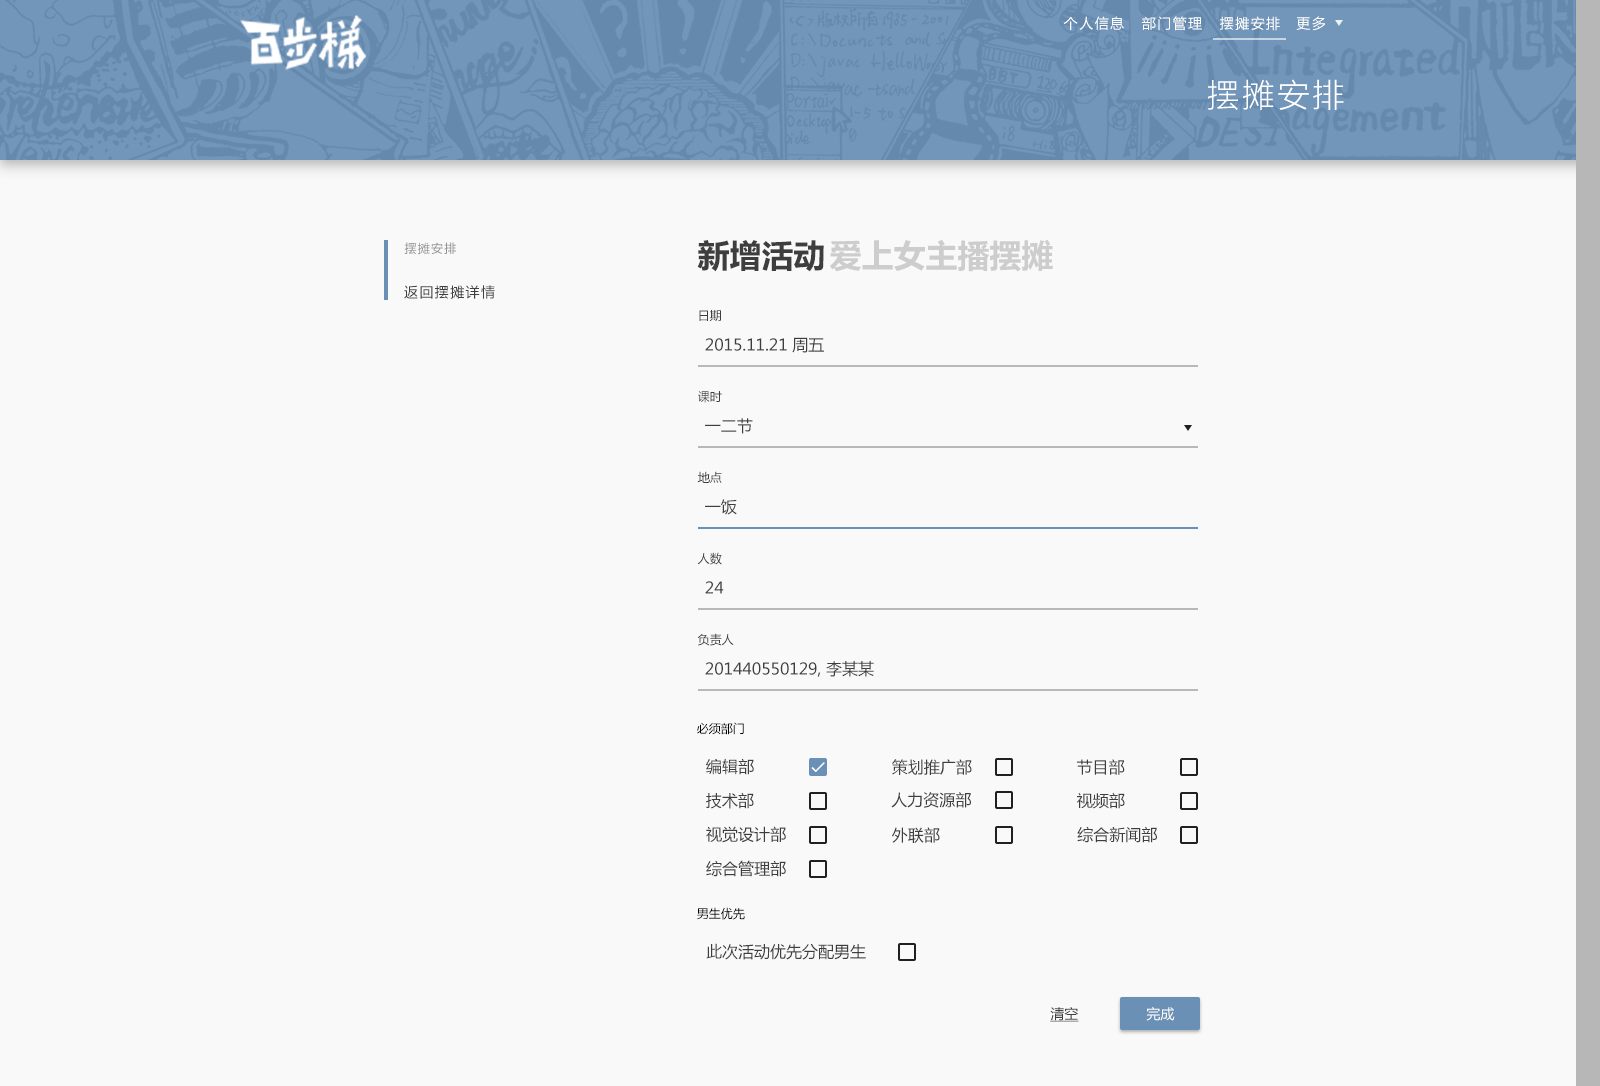 百步梯
个人信息 部门管理 摆摊安排 更多
摆摊安排
摆摊安排
返回摆摊详情
新增活动 爱上女主播摆摊
日期
2015.11.21 周五
课时
一二节
地点
一饭
人数
24
负责人
201440550129, 李某某
必须部门
编辑部 策划推广部 节目部
技术部 人力资源部 视频部
视觉设计部 外联部 综合新闻部
综合管理部
男生优先
此次活动优先分配男生
清空 完成